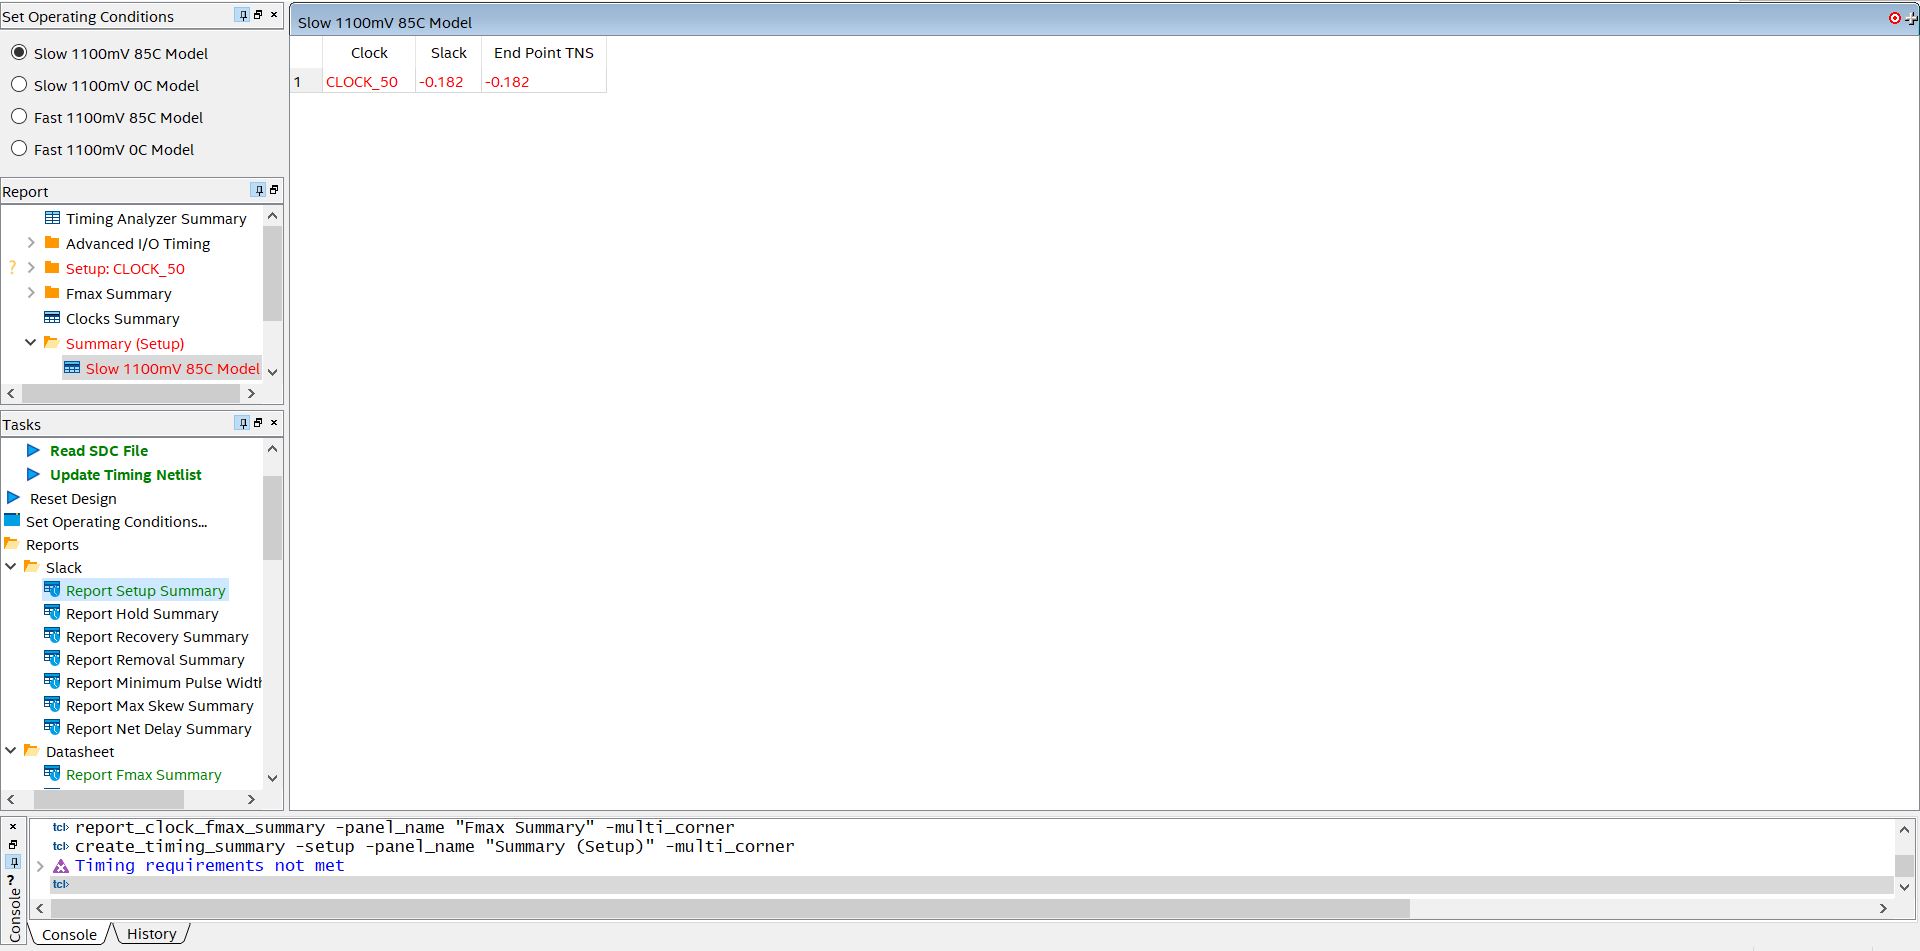 Set Operating Conditions
Slow 1100mV 85C Model
Slow 1100mV 0C Model
Fast 1100mV 85C Model
Fast 1100mV 0C Model
Report
Timing Analyzer Summary
Advanced I/O Timing
? Setup: CLOCK_50
Fmax Summary
Clocks Summary
Summary (Setup)
Slow 1100mV 85C Model
Tasks
Read SDC File
Update Timing Netlist
Reset Design
Set Operating Conditions...
Reports
Slack
Report Setup Summary
Report Hold Summary
Report Recovery Summary
Report Removal Summary
Report Minimum Pulse Width
Report Max Skew Summary
Report Net Delay Summary
Datasheet
Report Fmax Summary
Slow 1100mV 85C Model
Clock Slack End Point TNS
1 CLOCK_50 -0.182 -0.182
tcl> report_clock_fmax_summary -panel_name "Fmax Summary" -multi_corner
tcl> create_timing_summary -setup -panel_name "Summary (Setup)" -multi_corner
Timing requirements not met
tcl>
? Console
Console History